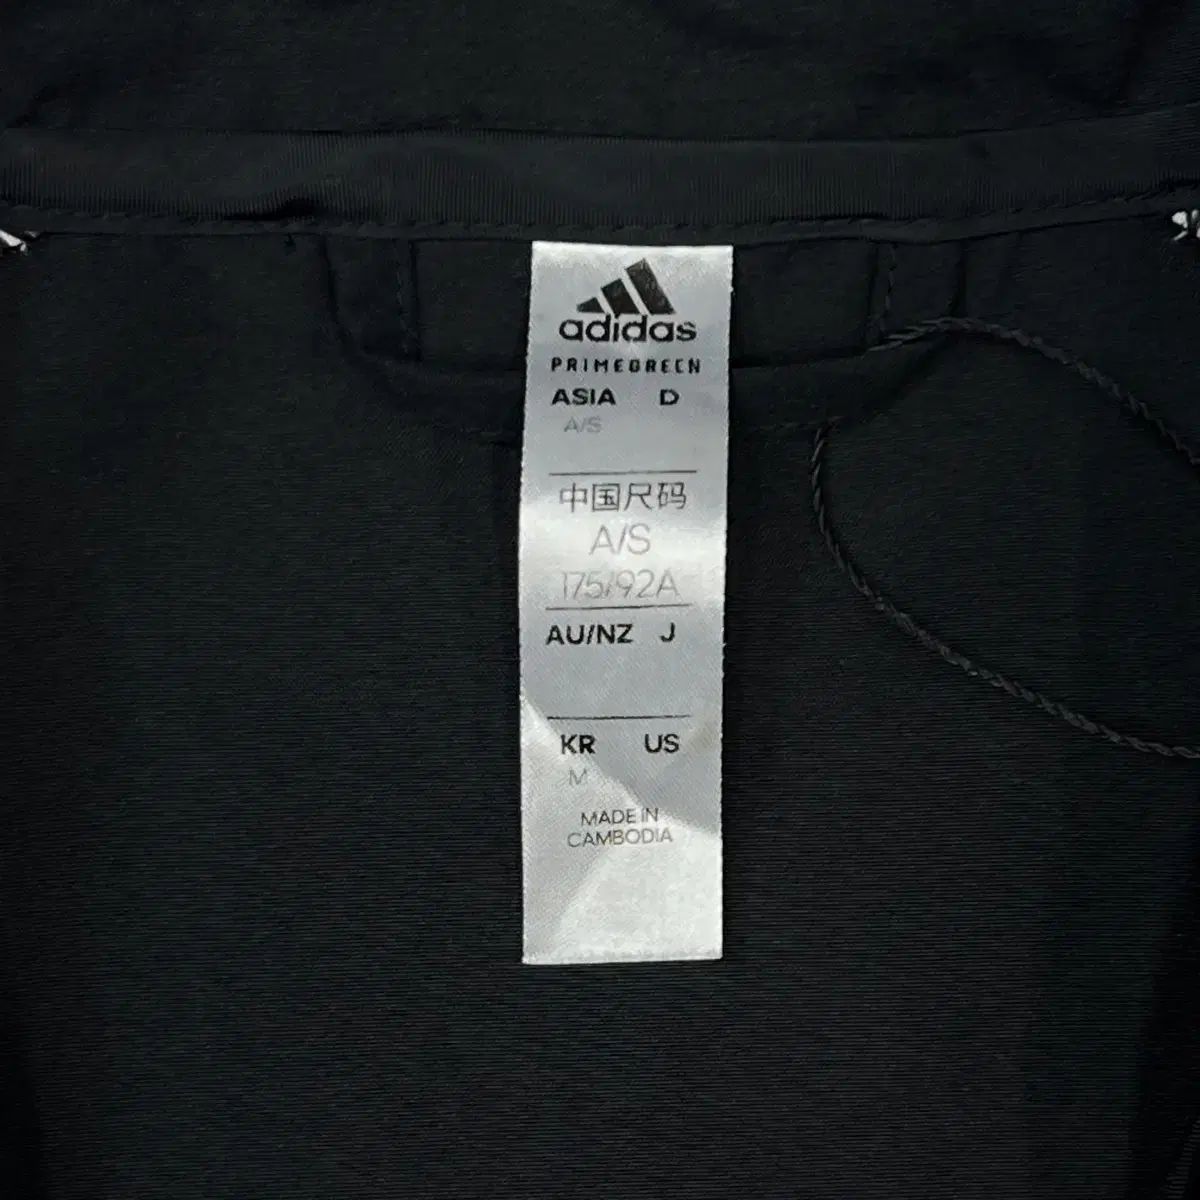 adidas
PRIMEGREEN
ASIA D
A/S
中国尺码
A/S
175/92A
AU/NZ J
KR US
M
MADE IN
CAMBODIA